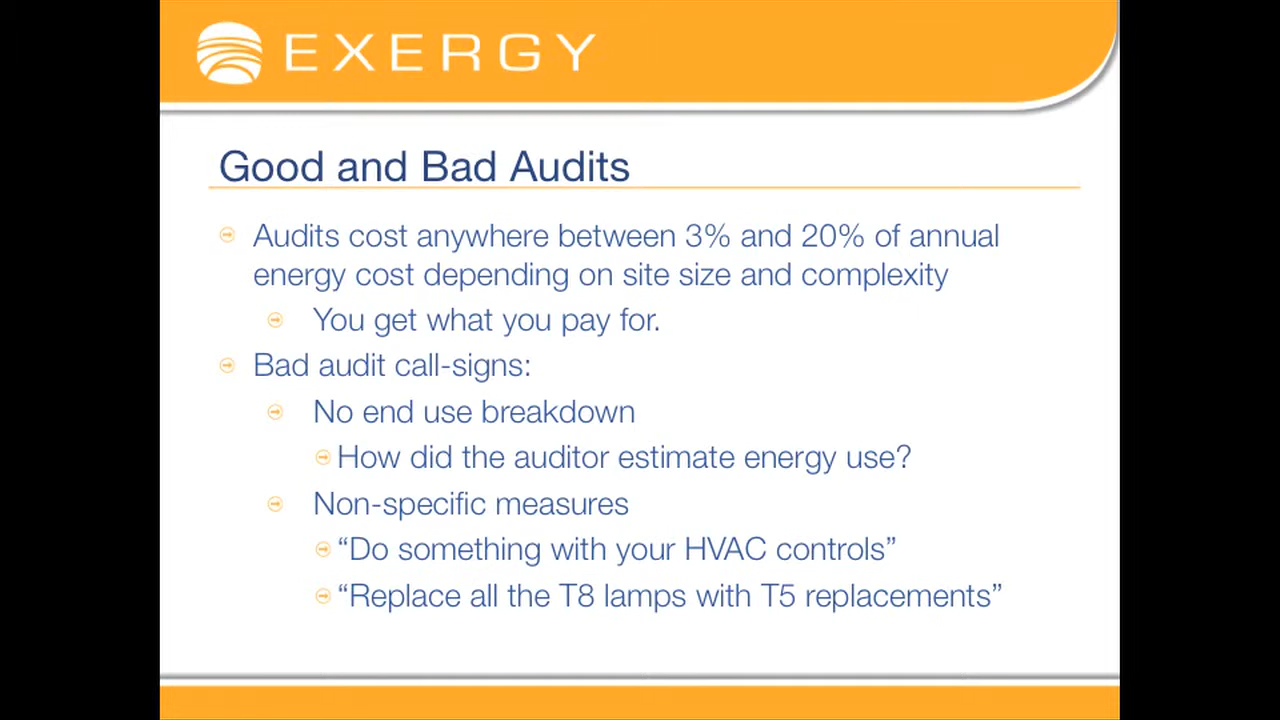 EXERGY
Good and Bad Audits
Audits cost anywhere between 3% and 20% of annual
energy cost depending on site size and complexity
You get what you pay for.
Bad audit call-signs:
No end use breakdown
How did the auditor estimate energy use?
Non-specific measures
“Do something with your HVAC controls”
“Replace all the T8 lamps with T5 replacements”